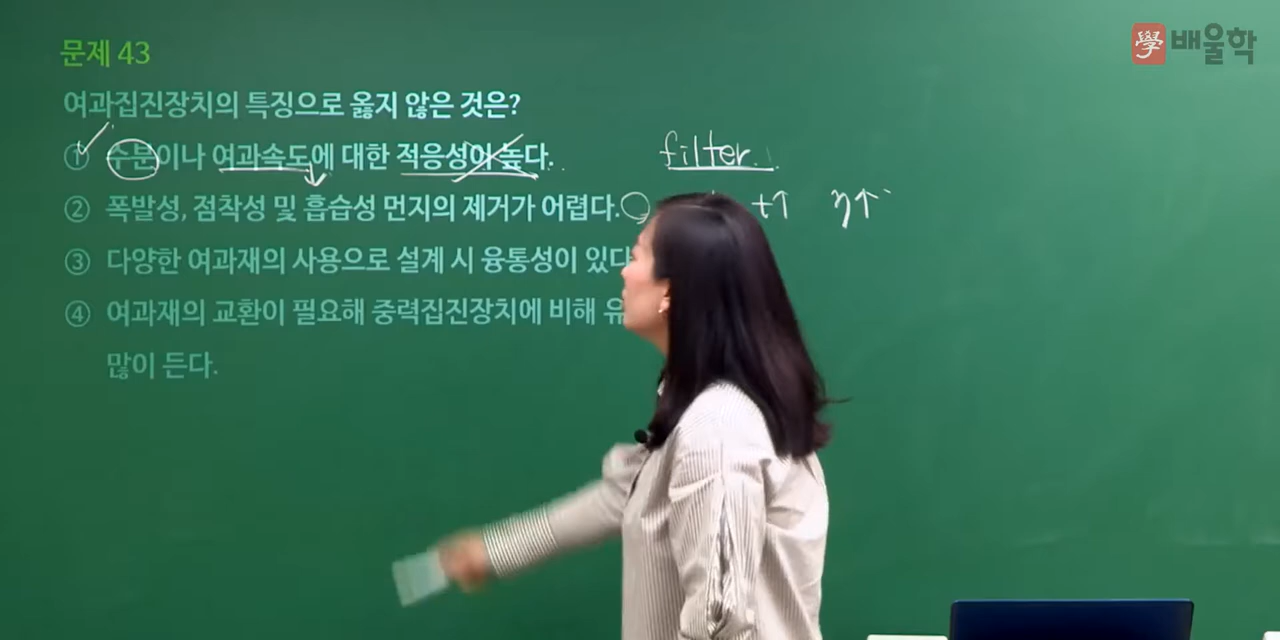 學 배울학
문제 43
여과집진장치의 특징으로 옳지 않은 것은?
① 수분이나 여과속도에 대한 적응성이 높다.
filter
② 폭발성, 점착성 및 흡습성 먼지의 제거가 어렵다.
t↑ η↑
③ 다양한 여과재의 사용으로 설계 시 융통성이 있다
④ 여과재의 교환이 필요해 중력집진장치에 비해
많이 든다.